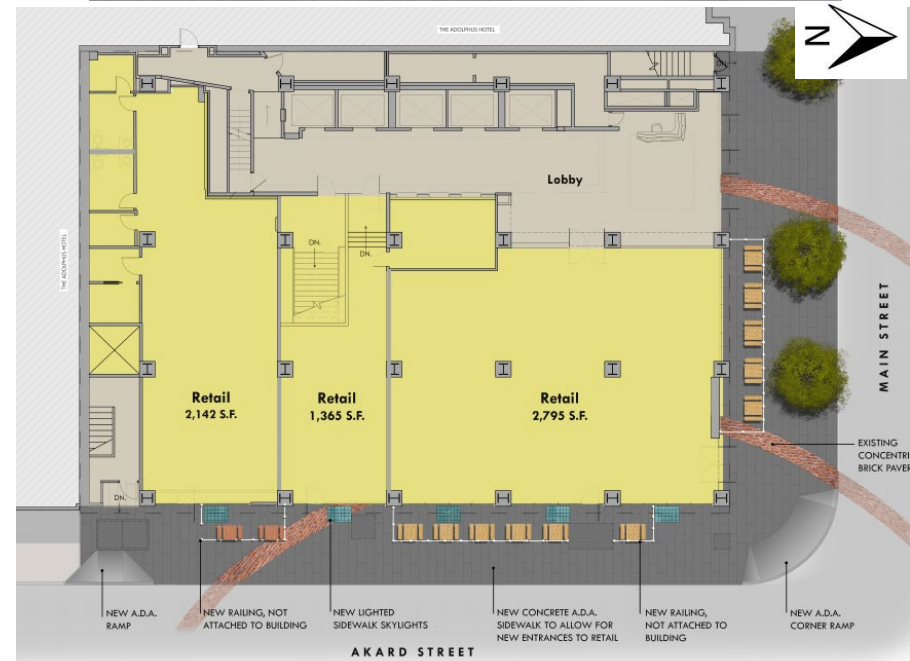 THE ADOLPHUS HOTEL
N
DN.
Lobby
THE ADOLPHUS HOTEL
DN.
DN.
MAIN STREET
Retail
2,142 S.F.
Retail
1,365 S.F.
Retail
2,795 S.F.
EXISTING
CONCENTRI
BRICK PAVER
DN.
NEW A.D.A.
RAMP
NEW RAILING, NOT
ATTACHED TO BUILDING
NEW LIGHTED
SIDEWALK SKYLIGHTS
NEW CONCRETE A.D.A.
SIDEWALK TO ALLOW FOR
NEW ENTRANCES TO RETAIL
NEW RAILING,
NOT ATTACHED TO
BUILDING
NEW A.D.A.
CORNER RAMP
AKARD STREET